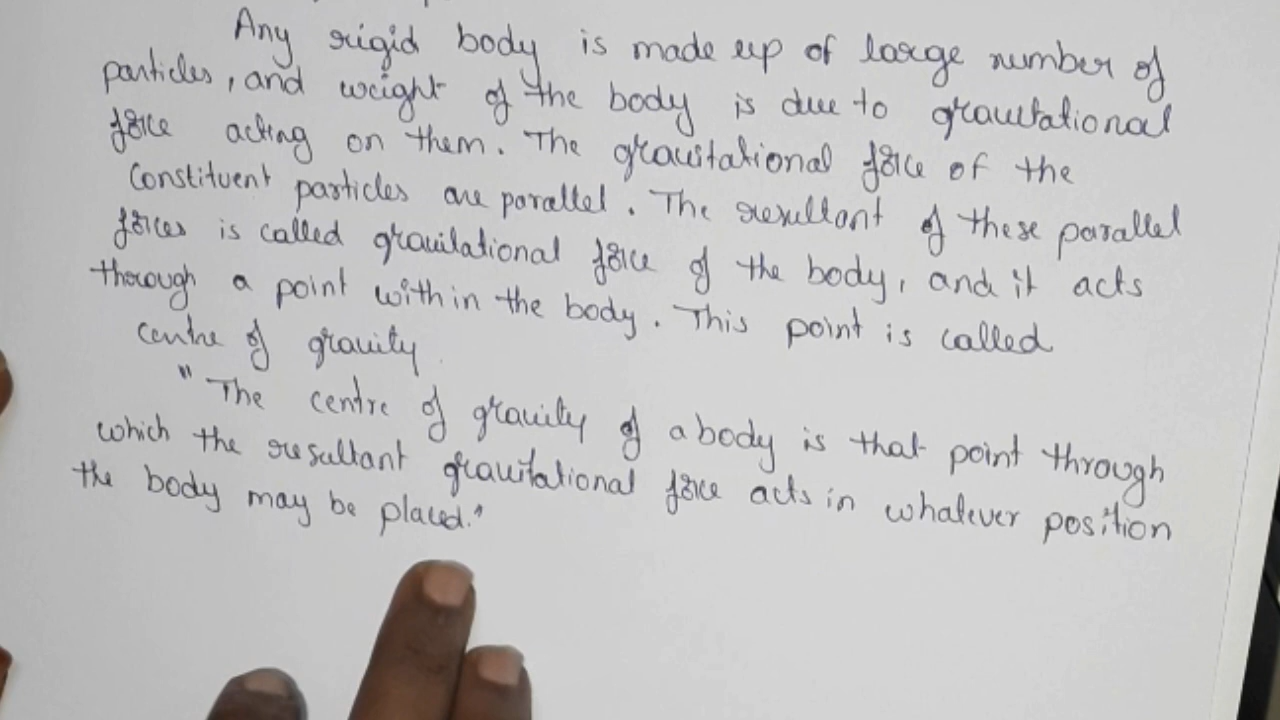 Any rigid body is made up of large number of
particles, and weight of the body is due to gravitational
force acting on them. The gravitational force of the
constituent particles are parallel. The resultant of these parallel
forces is called gravitational force of the body, and it acts
through a point within the body. This point is called
centre of gravity.
"The centre of gravity of a body is that point through
which the resultant gravitational force acts in whatever position
the body may be placed."